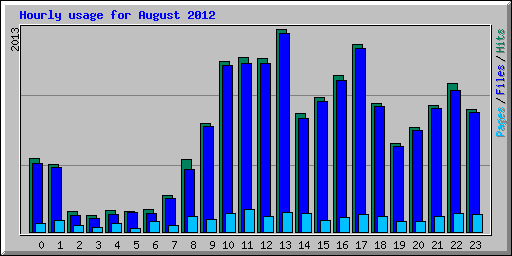 Hourly usage for August 2012
2013
Pages / Files / Hits
0 1 2 3 4 5 6 7 8 9 10 11 12 13 14 15 16 17 18 19 20 21 22 23